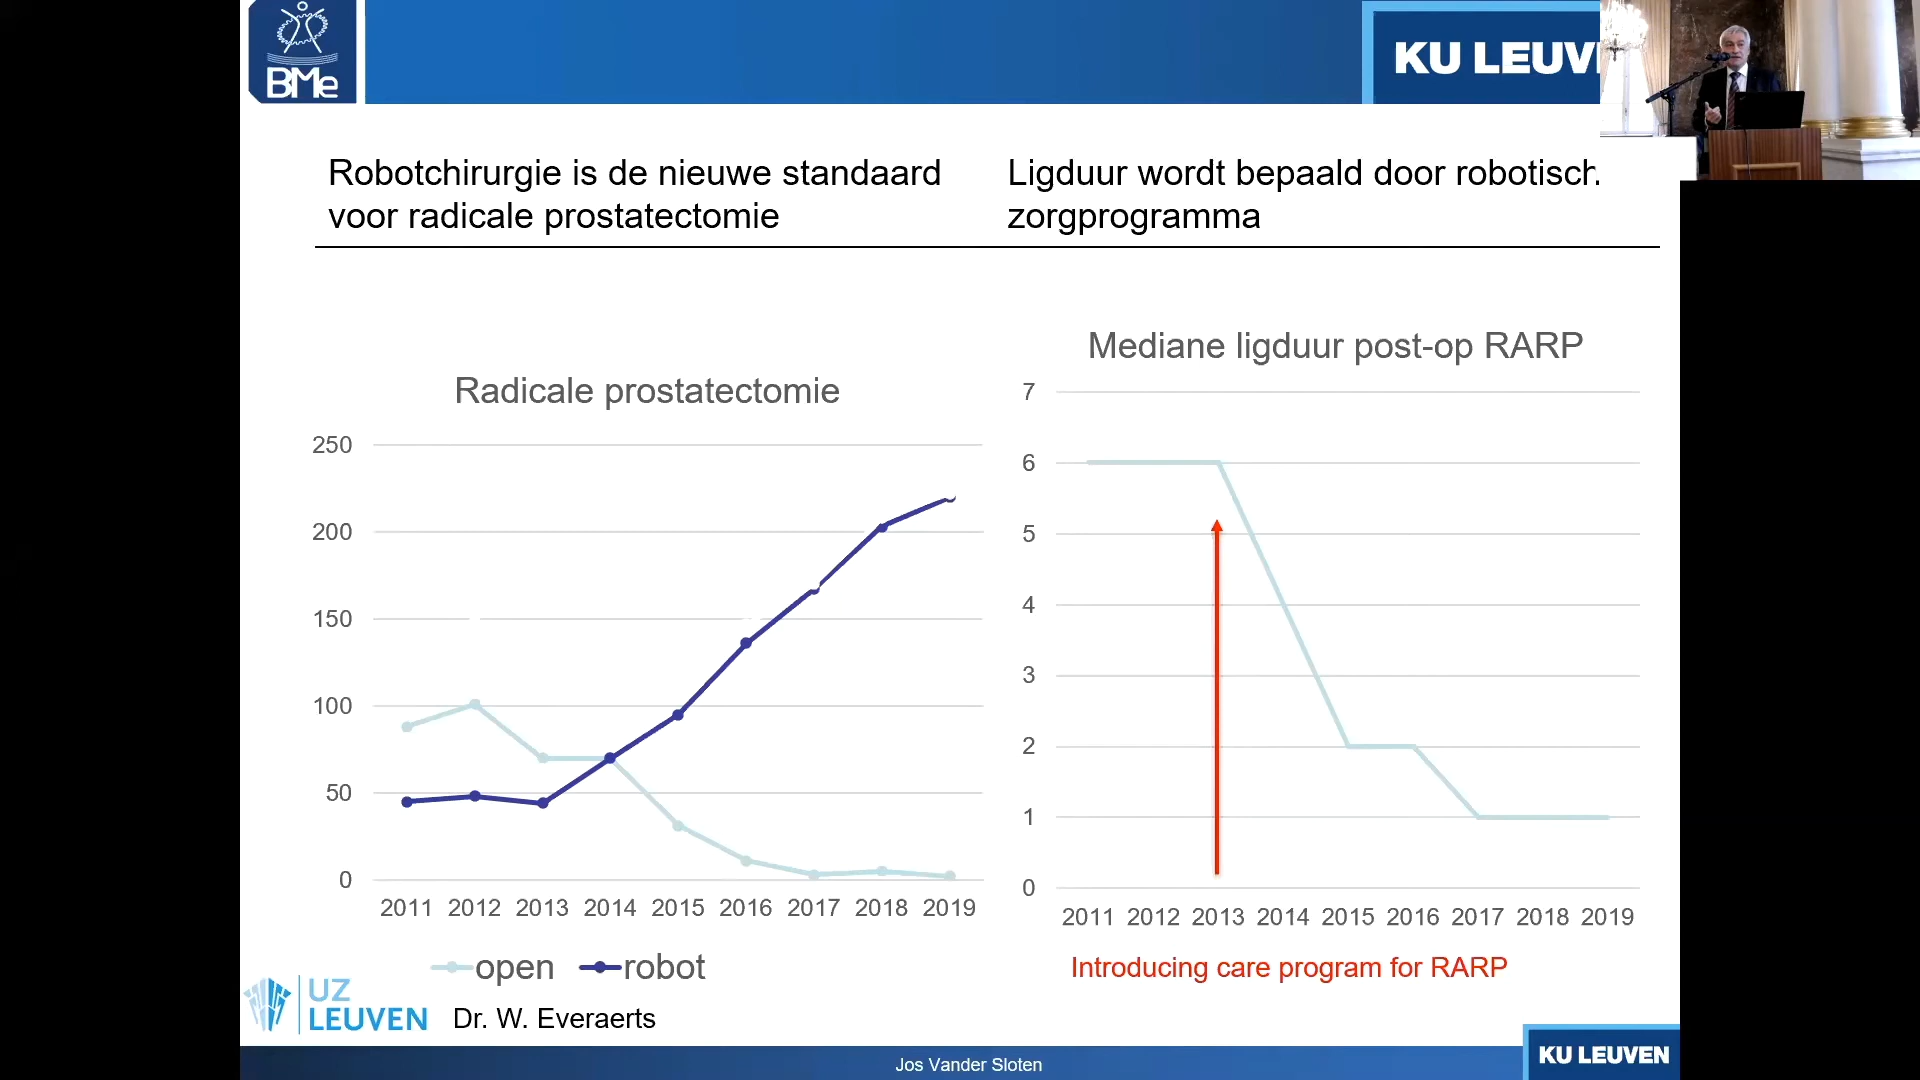 BMe
KU LEUV
Robotchirurgie is de nieuwe standaard
voor radicale prostatectomie
Ligduur wordt bepaald door robotisch
zorgprogramma
Radicale prostatectomie
250
200
150
100
50
0
2011 2012 2013 2014 2015 2016 2017 2018 2019
open robot
Mediane ligduur post-op RARP
7
6
5
4
3
2
1
0
2011 2012 2013 2014 2015 2016 2017 2018 2019
Introducing care program for RARP
UZ
LEUVEN
Dr. W. Everaerts
Jos Vander Sloten
KU LEUVEN